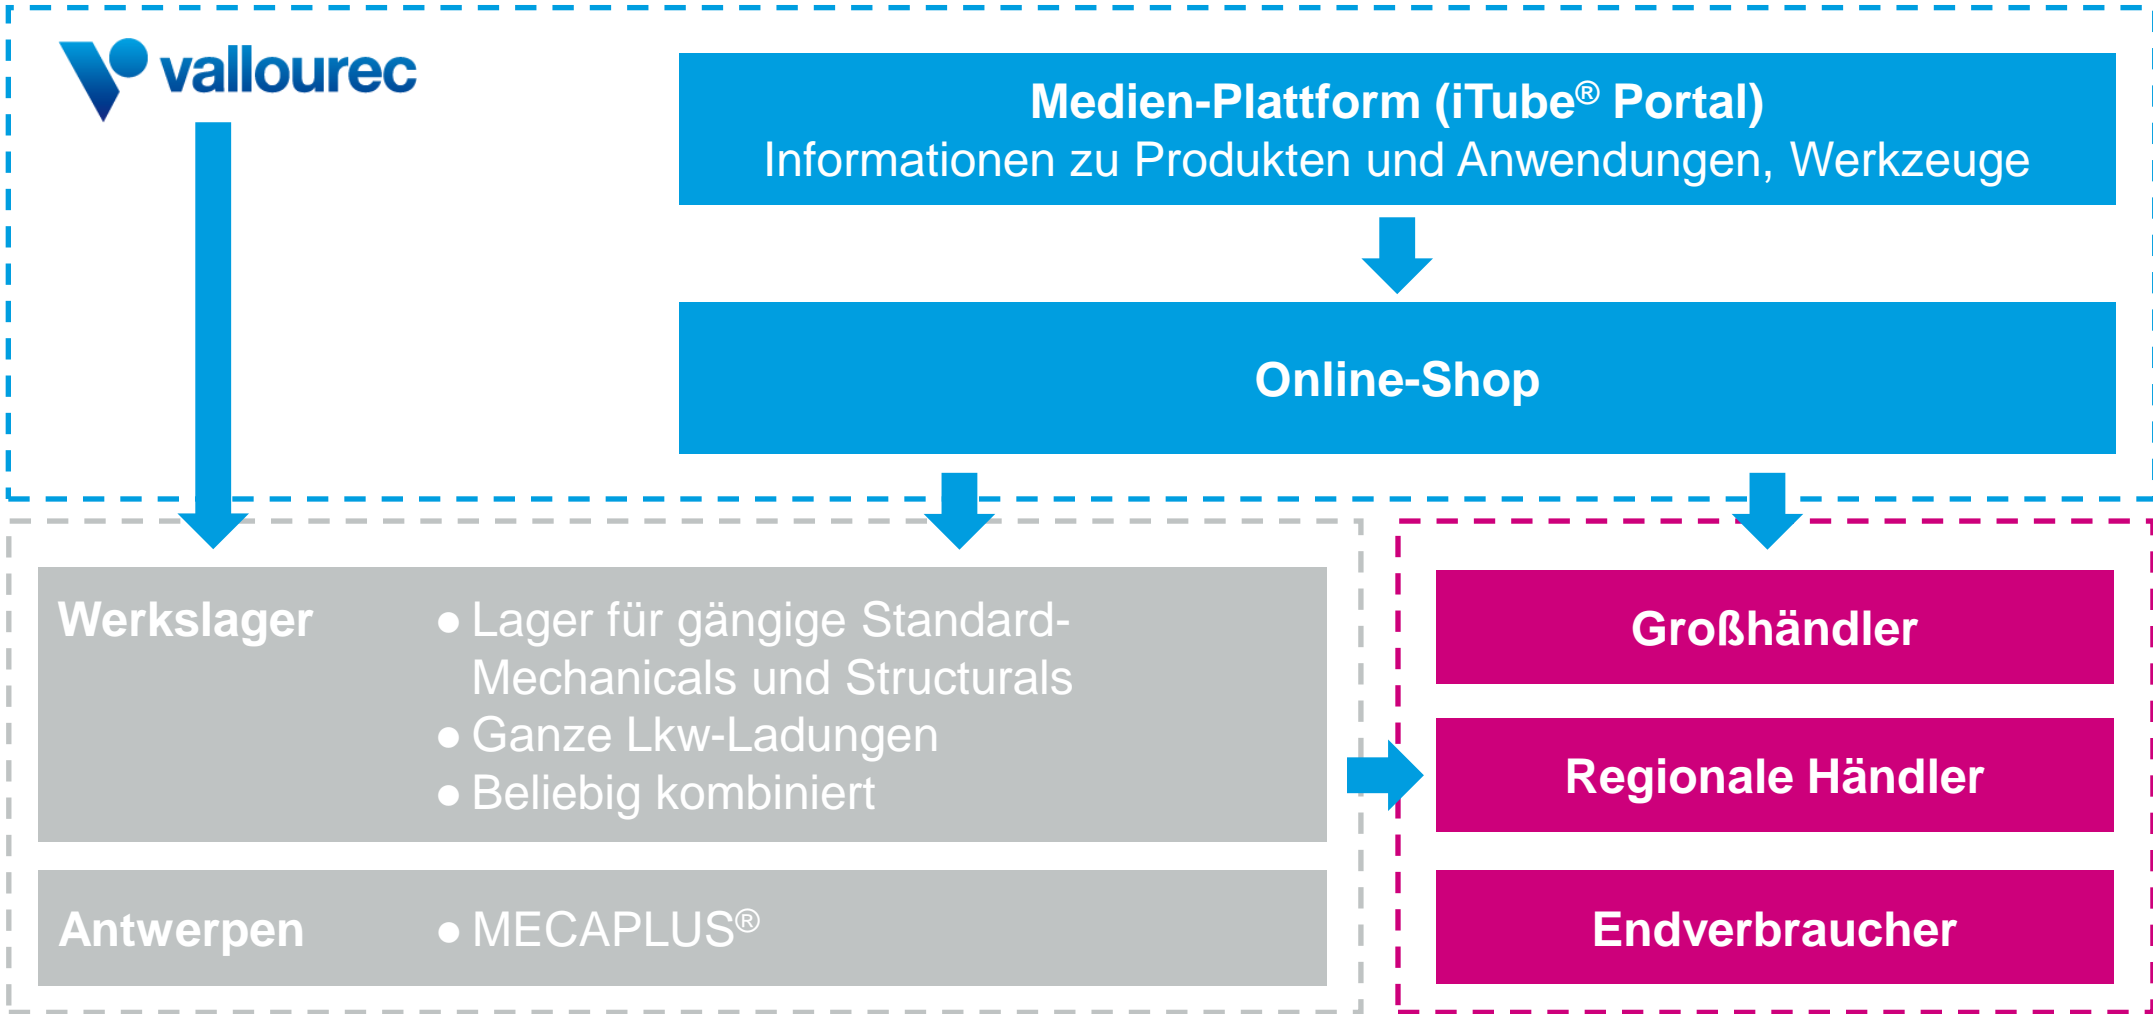 vallourec
Medien-Plattform (iTube® Portal)
Informationen zu Produkten und Anwendungen, Werkzeuge
Online-Shop
Werkslager
● Lager für gängige Standard-
Mechanicals und Structurals
● Ganze Lkw-Ladungen
● Beliebig kombiniert
Antwerpen
● MECAPLUS®
Großhändler
Regionale Händler
Endverbraucher